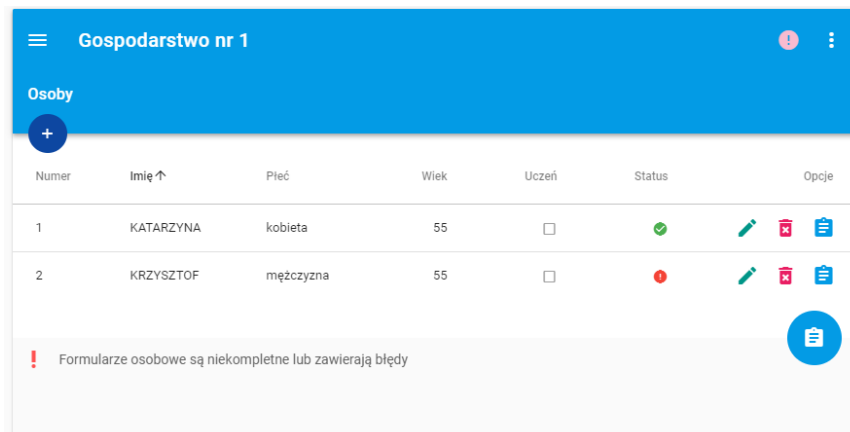 Gospodarstwo nr 1
Osoby
Numer Imię Płeć Wiek Uczeń Status Opcje
1 KATARZYNA kobieta 55
2 KRZYSZTOF mężczyzna 55
Formularze osobowe są niekompletne lub zawierają błędy